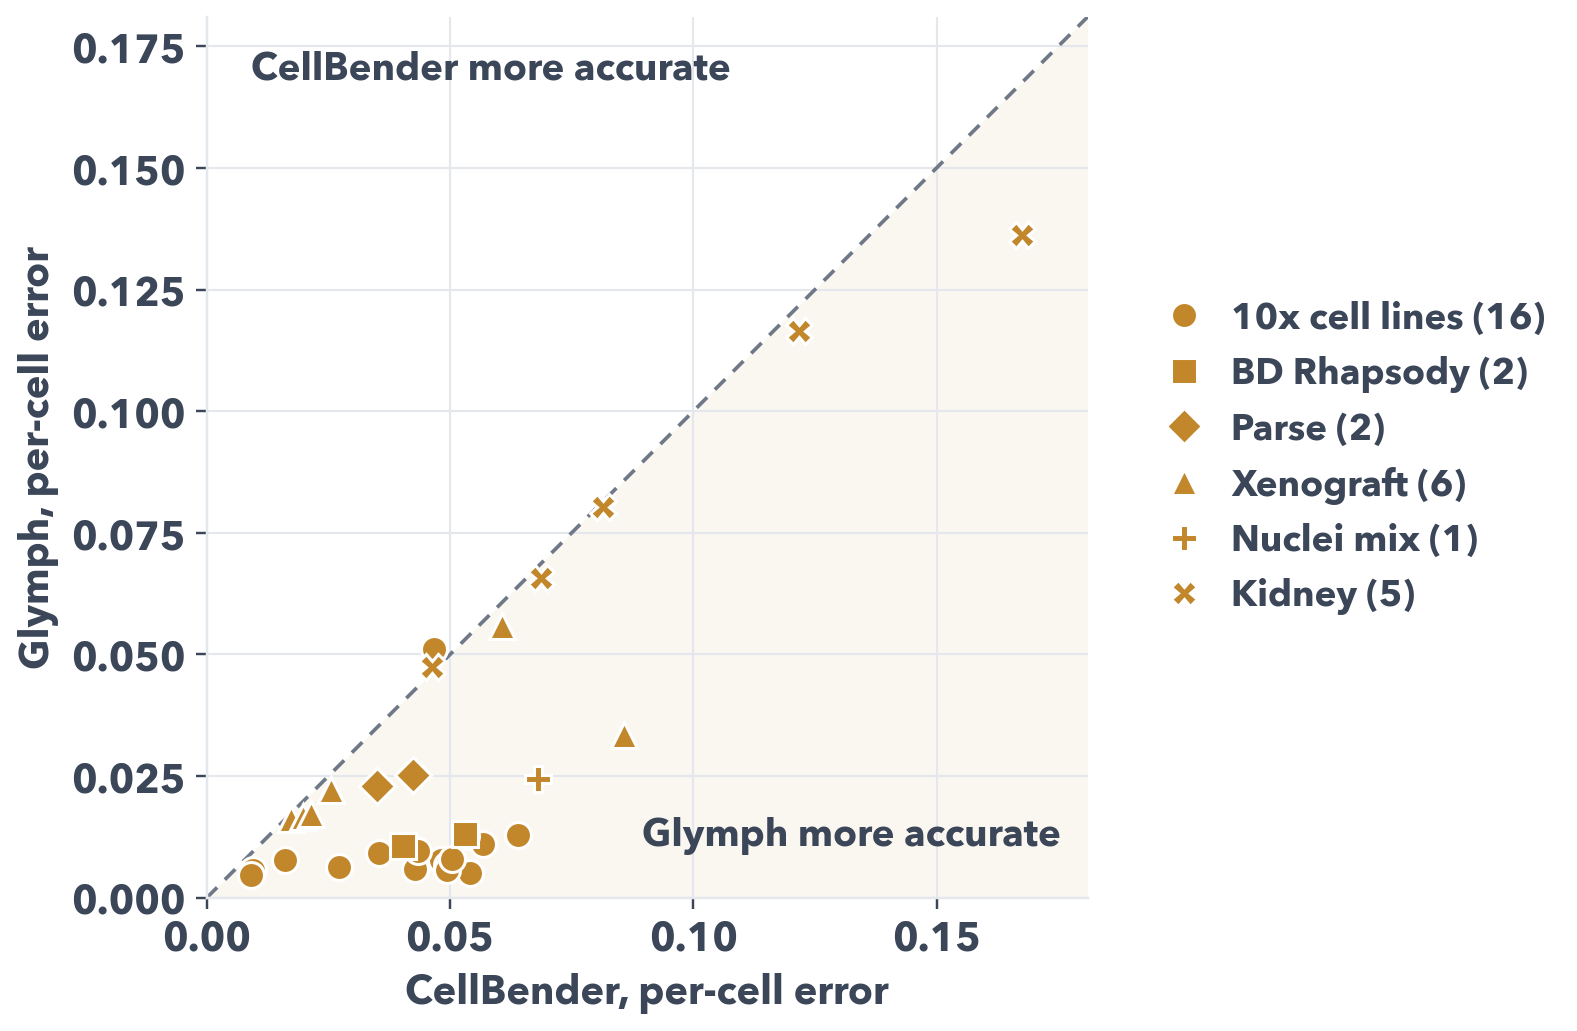 0.175
0.150
0.125
0.100
0.075
0.050
0.025
0.000
0.00
0.05
0.10
0.15
Glymph, per-cell error
CellBender, per-cell error
CellBender more accurate
Glymph more accurate
10x cell lines (16)
BD Rhapsody (2)
Parse (2)
Xenograft (6)
Nuclei mix (1)
Kidney (5)